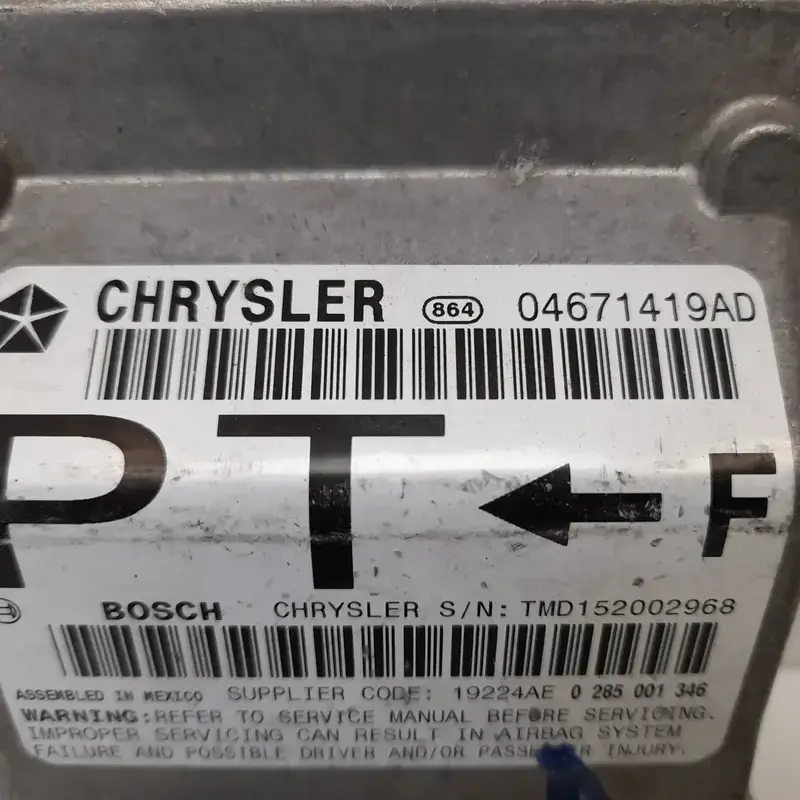 CHRYSLER 864 04671419AD
PT F
BOSCH CHRYSLER S/N: TMD152002968
ASSEMBLED IN MEXICO SUPPLIER CODE: 19224AE 0 285 001 346
WARNING: REFER TO SERVICE MANUAL BEFORE SERVICING.
IMPROPER SERVICING CAN RESULT IN AIRBAG SYSTEM
FAILURE AND POSSIBLE DRIVER AND/OR PASSENGER INJURY.